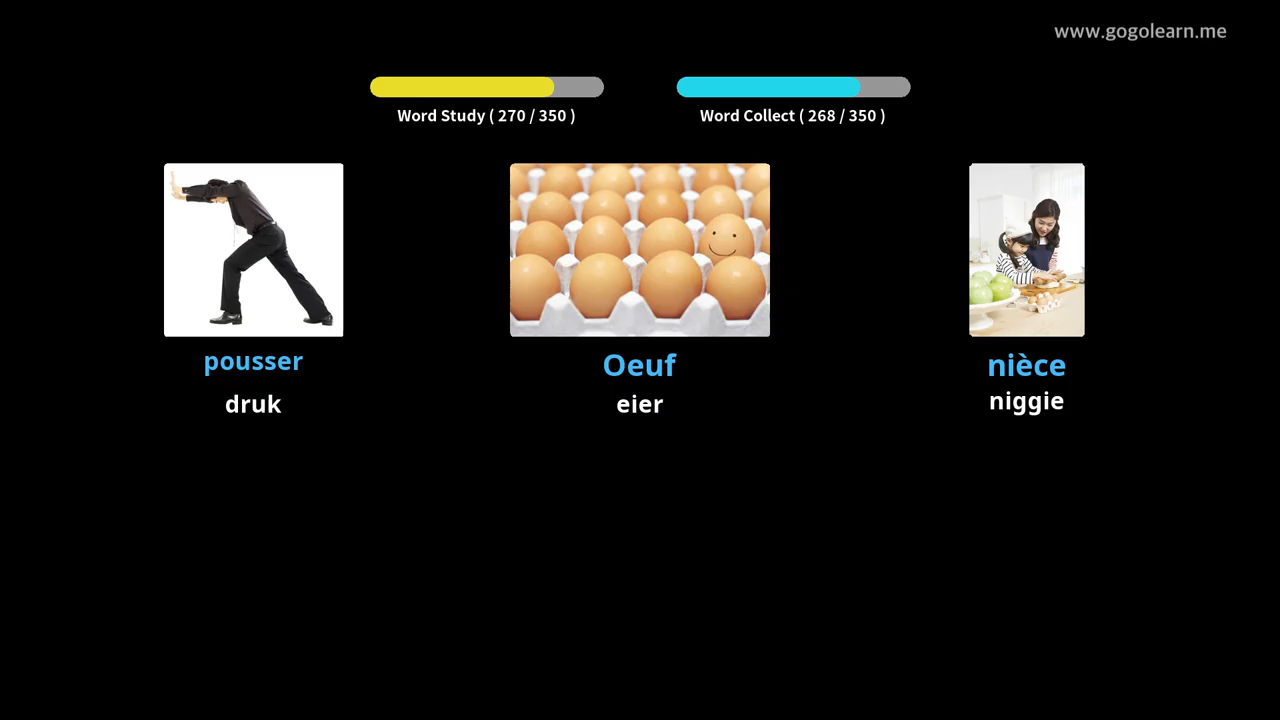 www.gogolearn.me
Word Study ( 270 / 350 )
Word Collect ( 268 / 350 )
pousser
Oeuf
nièce
druk
eier
niggie